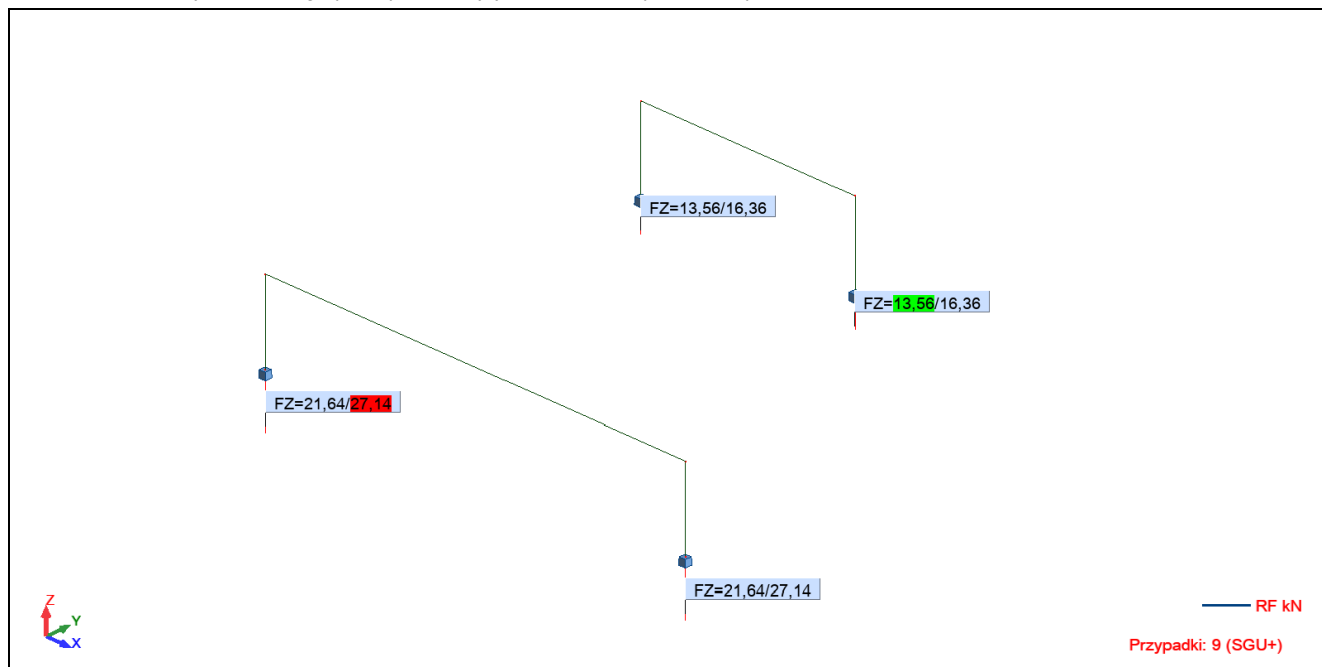 FZ=13,56/16,36
FZ=13,56/16,36
FZ=21,64/27,14
FZ=21,64/27,14
Z
Y
X
RF kN
Przypadki: 9 (SGU+)